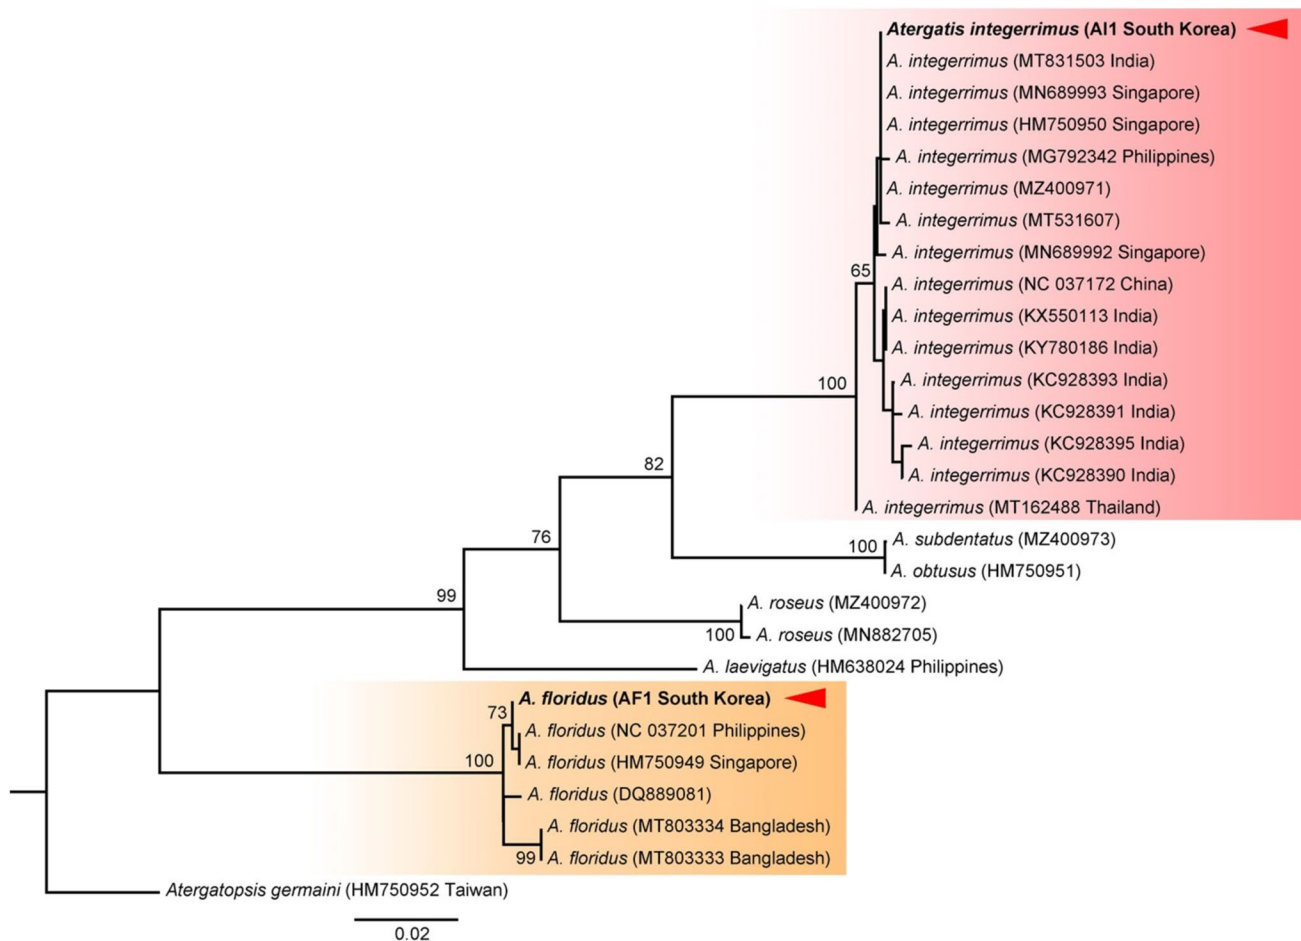 Atergatis integerrimus (AI1 South Korea)
A. integerrimus (MT831503 India)
A. integerrimus (MN689993 Singapore)
A. integerrimus (HM750950 Singapore)
A. integerrimus (MG792342 Philippines)
A. integerrimus (MZ400971)
A. integerrimus (MT531607)
A. integerrimus (MN689992 Singapore)
65
A. integerrimus (NC 037172 China)
A. integerrimus (KX550113 India)
A. integerrimus (KY780186 India)
100
A. integerrimus (KC928393 India)
A. integerrimus (KC928391 India)
A. integerrimus (KC928395 India)
82
A. integerrimus (KC928390 India)
A. integerrimus (MT162488 Thailand)
76
100
A. subdentatus (MZ400973)
A. obtusus (HM750951)
99
A. roseus (MZ400972)
100
A. roseus (MN882705)
A. laevigatus (HM638024 Philippines)
A. floridus (AF1 South Korea)
73
A. floridus (NC 037201 Philippines)
100
A. floridus (HM750949 Singapore)
A. floridus (DQ889081)
A. floridus (MT803334 Bangladesh)
99
A. floridus (MT803333 Bangladesh)
Atergatopsis germaini (HM750952 Taiwan)
0.02